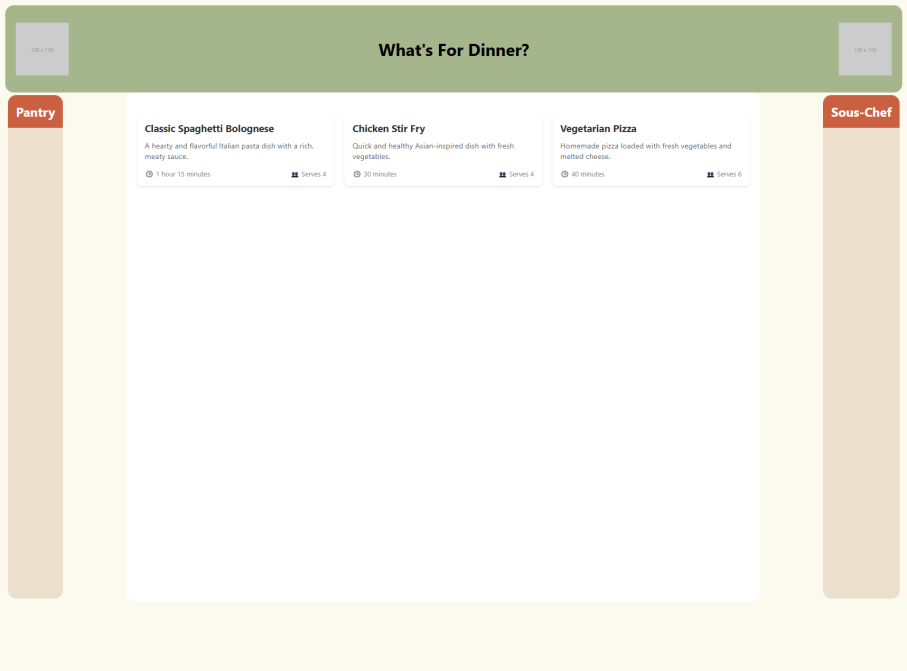 100 x 100
What's For Dinner?
100 x 100
Pantry
Sous-Chef
Classic Spaghetti Bolognese
A hearty and flavorful Italian pasta dish with a rich,
meaty sauce.
1 hour 15 minutes
Serves 4
Chicken Stir Fry
Quick and healthy Asian-inspired dish with fresh
vegetables.
30 minutes
Serves 4
Vegetarian Pizza
Homemade pizza loaded with fresh vegetables and
melted cheese.
40 minutes
Serves 6